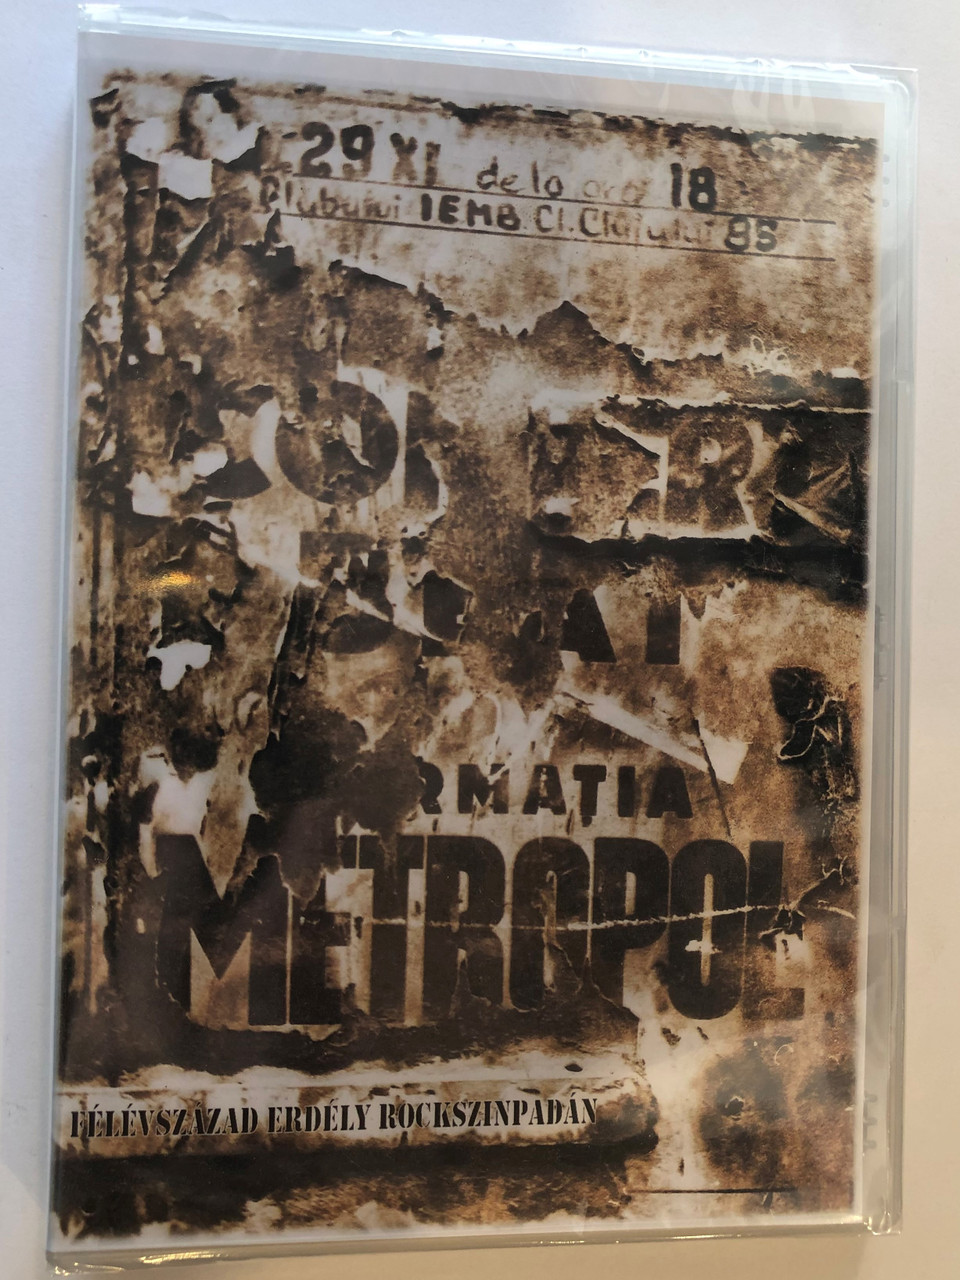 29 XI de la ora 18
Clubului IEMB. Cl. Clujului 85
RMAȚIA
METROPOL
FÉLÉVSZÁZAD ERDÉLY ROCKSZINPADÁN